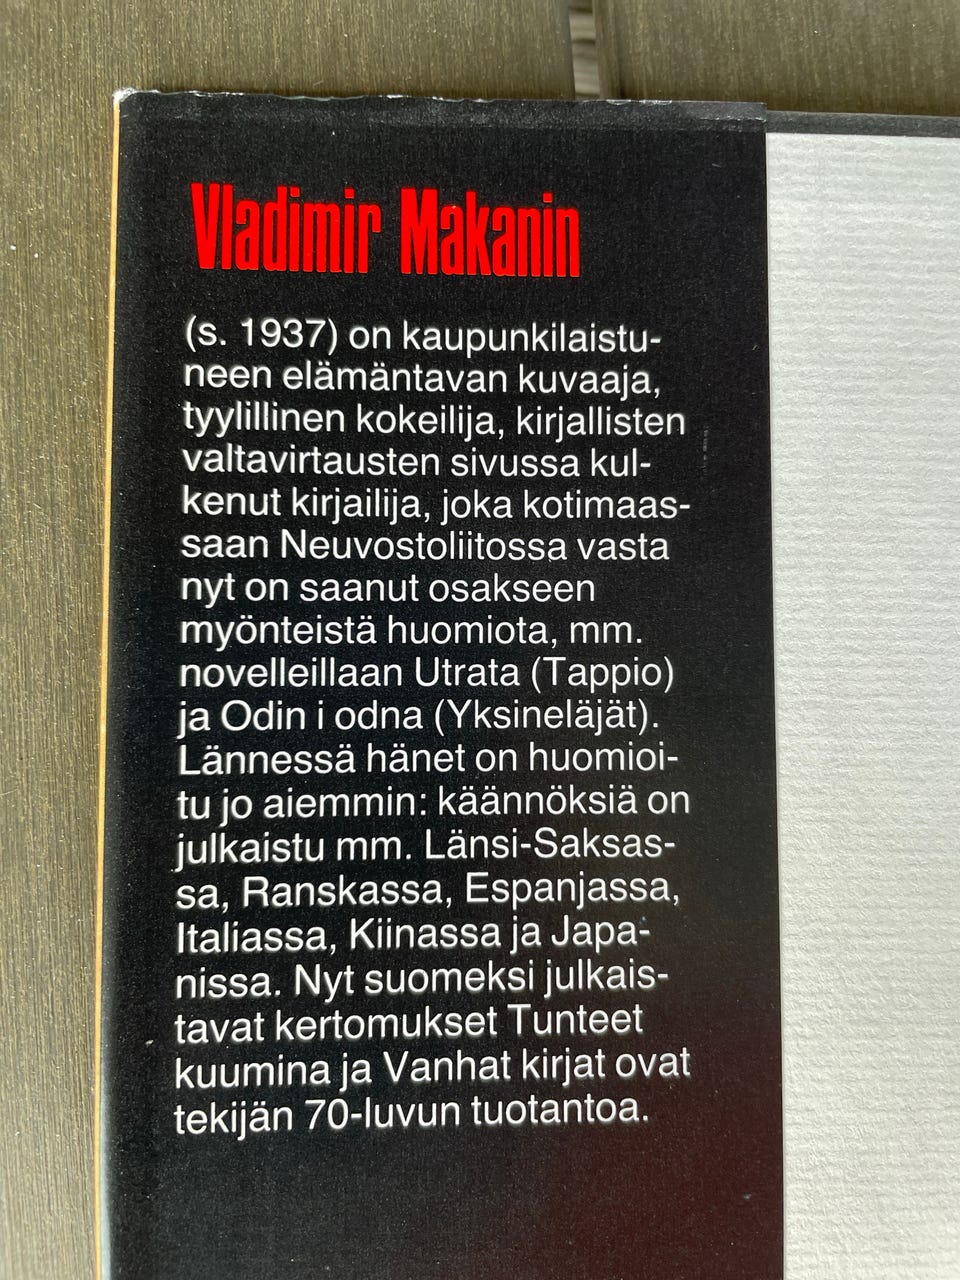 Vladimir Makanin
(s. 1937) on kaupunkilaistu-
neen elämäntavan kuvaaja,
tyylillinen kokeilija, kirjallisten
valtavirtausten sivussa kul-
kenut kirjailija, joka kotimaas-
saan Neuvostoliitossa vasta
nyt on saanut osakseen
myönteistä huomiota, mm.
novelleillaan Utrata (Tappio)
ja Odin i odna (Yksineläjät).
Lännessä hänet on huomioi-
tu jo aiemmin: käännöksiä on
julkaistu mm. Länsi-Saksas-
sa, Ranskassa, Espanjassa,
Italiassa, Kiinassa ja Japa-
nissa. Nyt suomeksi julkais-
tavat kertomukset Tunteet
kuumina ja Vanhat kirjat ovat
tekijän 70-luvun tuotantoa.